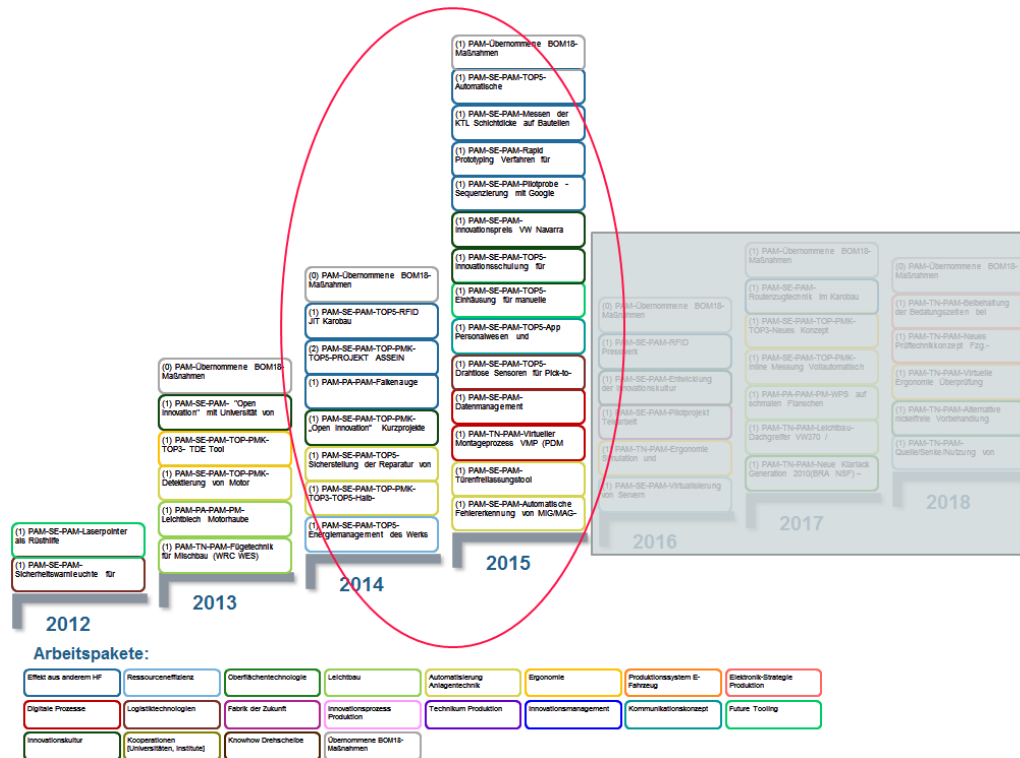 (1) PAM-Übernommene BOM18-
Maßnahmen
(1) PAM-SE-PAM-TOP5-
Automatische
(1) PAM-SE-PAM-Messen der
KTL Schichtdicke auf Bauteilen
(1) PAM-SE-PAM-Rapid
Prototyping Verfahren für
(1) PAM-SE-PAM-Pilotprobe -
Sequenzierung mit Google
(1) PAM-SE-PAM-
Innovationspreis VW Navarra
(1) PAM-SE-PAM-TOP5-
Innovationsschulung für
(1) PAM-SE-PAM-TOP5-
Einhäusung für manuelle
(1) PAM-SE-PAM-TOP5-App
Personalwesen und
(1) PAM-SE-PAM-TOP5-
Drahtlose Sensoren für Pick-to-
(1) PAM-SE-PAM-
Datenmanagement
(1) PAM-TN-PAM-Virtueller
Montageprozess VMP (PDM
(1) PAM-SE-PAM-
Türenfreilassungstool
(1) PAM-SE-PAM-Automatische
Fehlererkennung von MIG/MAG-
2015
(0) PAM-Übernommene BOM18-
Maßnahmen
(1) PAM-SE-PAM-TOP5-RFID
JIT Karobau
(2) PAM-SE-PAM-TOP-PMK-
TOP5-PROJEKT ASSEIN
(1) PAM-PA-PAM-Falkenauge
(1) PAM-SE-PAM-TOP-PMK-
„Open Innovation" Kurzprojekte
(1) PAM-SE-PAM-TOP5-
Sicherstellung der Reparatur von
(1) PAM-SE-PAM-TOP-PMK-
TOP3-TOP5-Halb-
(1) PAM-SE-PAM-TOP5-
Energiemanagement des Werks
2014
(0) PAM-Übernommene BOM18-
Maßnahmen
(1) PAM-SE-PAM- "Open
Innovation" mit Universität von
(1) PAM-SE-PAM-TOP-PMK-
TOP3- TDE Tool
(1) PAM-SE-PAM-TOP-PMK-
Detektierung von Motor
(1) PAM-PA-PAM-PM-
Leichtblech Motorhaube
(1) PAM-TN-PAM-Fügetechnik
für Mischbau (WRC WES)
2013
(1) PAM-SE-PAM-Laserpointer
als Rüsthilfe
(1) PAM-SE-PAM-
Sicherheitswarnleuchte für
2012
(0) PAM-Übernommene BOM18-
Maßnahmen
(1) PAM-SE-PAM-RFID
Presswerk
(1) PAM-SE-PAM-Entwicklung
der Innovationskultur
(1) PAM-SE-PAM-Pilotprojekt
Teilarbeit
(1) PAM-TN-PAM-Ergonomie
Simulation und
(1) PAM-SE-PAM-Virtualisierung
von Servern
2016
(1) PAM-Übernommene BOM18-
Maßnahmen
(1) PAM-SE-PAM-
Routenzugtechnik im Karobau
(1) PAM-SE-PAM-TOP-PMK-
TOP3-Neues Konzept
(1) PAM-SE-PAM-TOP-PMK-
Inline Messung Vollautomatisch
(1) PAM-PA-PAM-PM-WPS auf
schmalen Flanschen
(1) PAM-TN-PAM-Leichtbau-
Dachgreifer VW370 /
(1) PAM-TN-PAM-Neue Klarlack
Generation 2010(BRA NSF) –
2017
(0) PAM-Übernommene BOM18-
Maßnahmen
(1) PAM-TN-PAM-Beibehaltung
der Bedatungszeiten bei
(1) PAM-TN-PAM-Neues
Prüftechnikkonzept Fzg.-
(1) PAM-TN-PAM-Virtuelle
Ergonomie Überprüfung
(1) PAM-TN-PAM-Alternative
nickelfreie Vorbehandlung
(1) PAM-TN-PAM-
Quelle/Senke/Nutzung von
2018
Arbeitspakete:
Effekt aus anderem HF
Ressourceneffizienz
Oberflächentechnologie
Leichtbau
Automatisierung
Anlagentechnik
Ergonomie
Produktionssystem E-
Fahrzeug
Elektronik-Strategie
Produktion
Digitale Prozesse
Logistiktechnologien
Fabrik der Zukunft
Innovationsprozess
Produktion
Technikum Produktion
Innovationsmanagement
Kommunikationskonzept
Future Tooling
Innovationskultur
Kooperationen
[Universitäten, Institute]
Knowhow Drehscheibe
Übernommene BOM18-
Maßnahmen